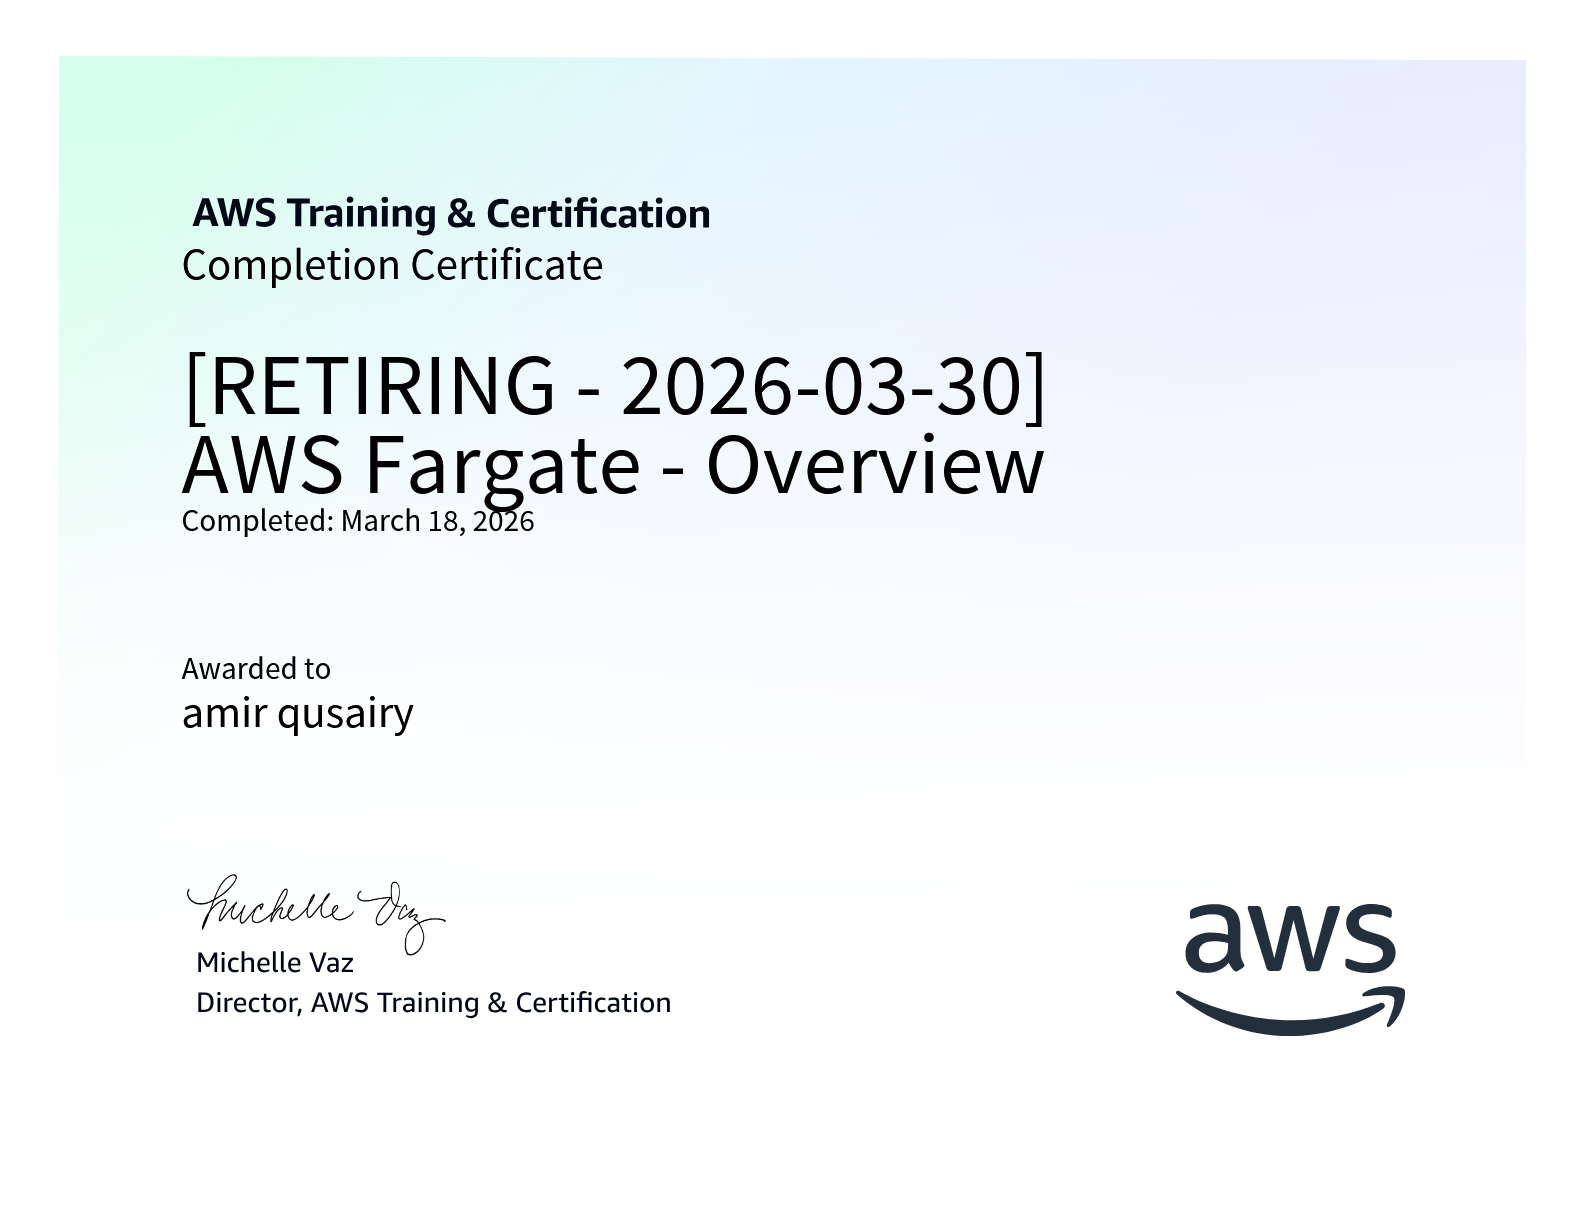 AWS Training & Certification
Completion Certificate
[RETIRING - 2026-03-30]
AWS Fargate - Overview
Completed: March 18, 2026
Awarded to
amir qusairy
Michelle Vaz
Michelle Vaz
Director, AWS Training & Certification
aws